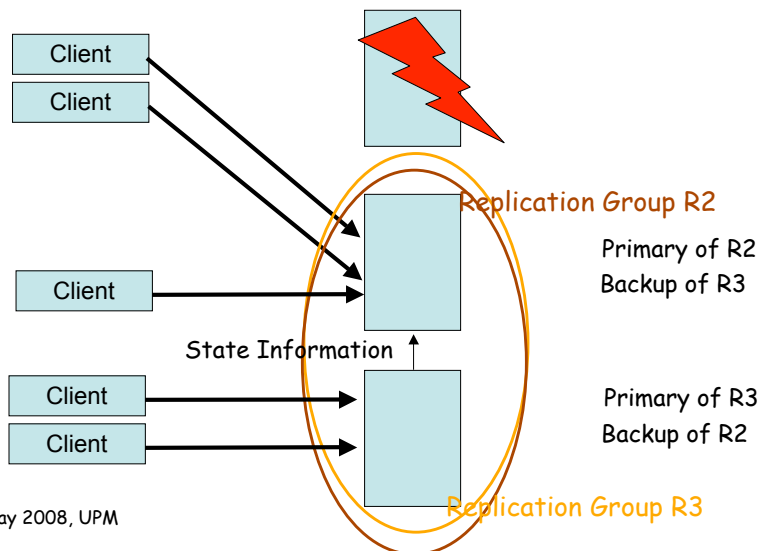 Client
Client
Replication Group R2
Primary of R2
Backup of R3
Client
State Information
Client
Primary of R3
Client
Backup of R2
Replication Group R3
2008, UPM